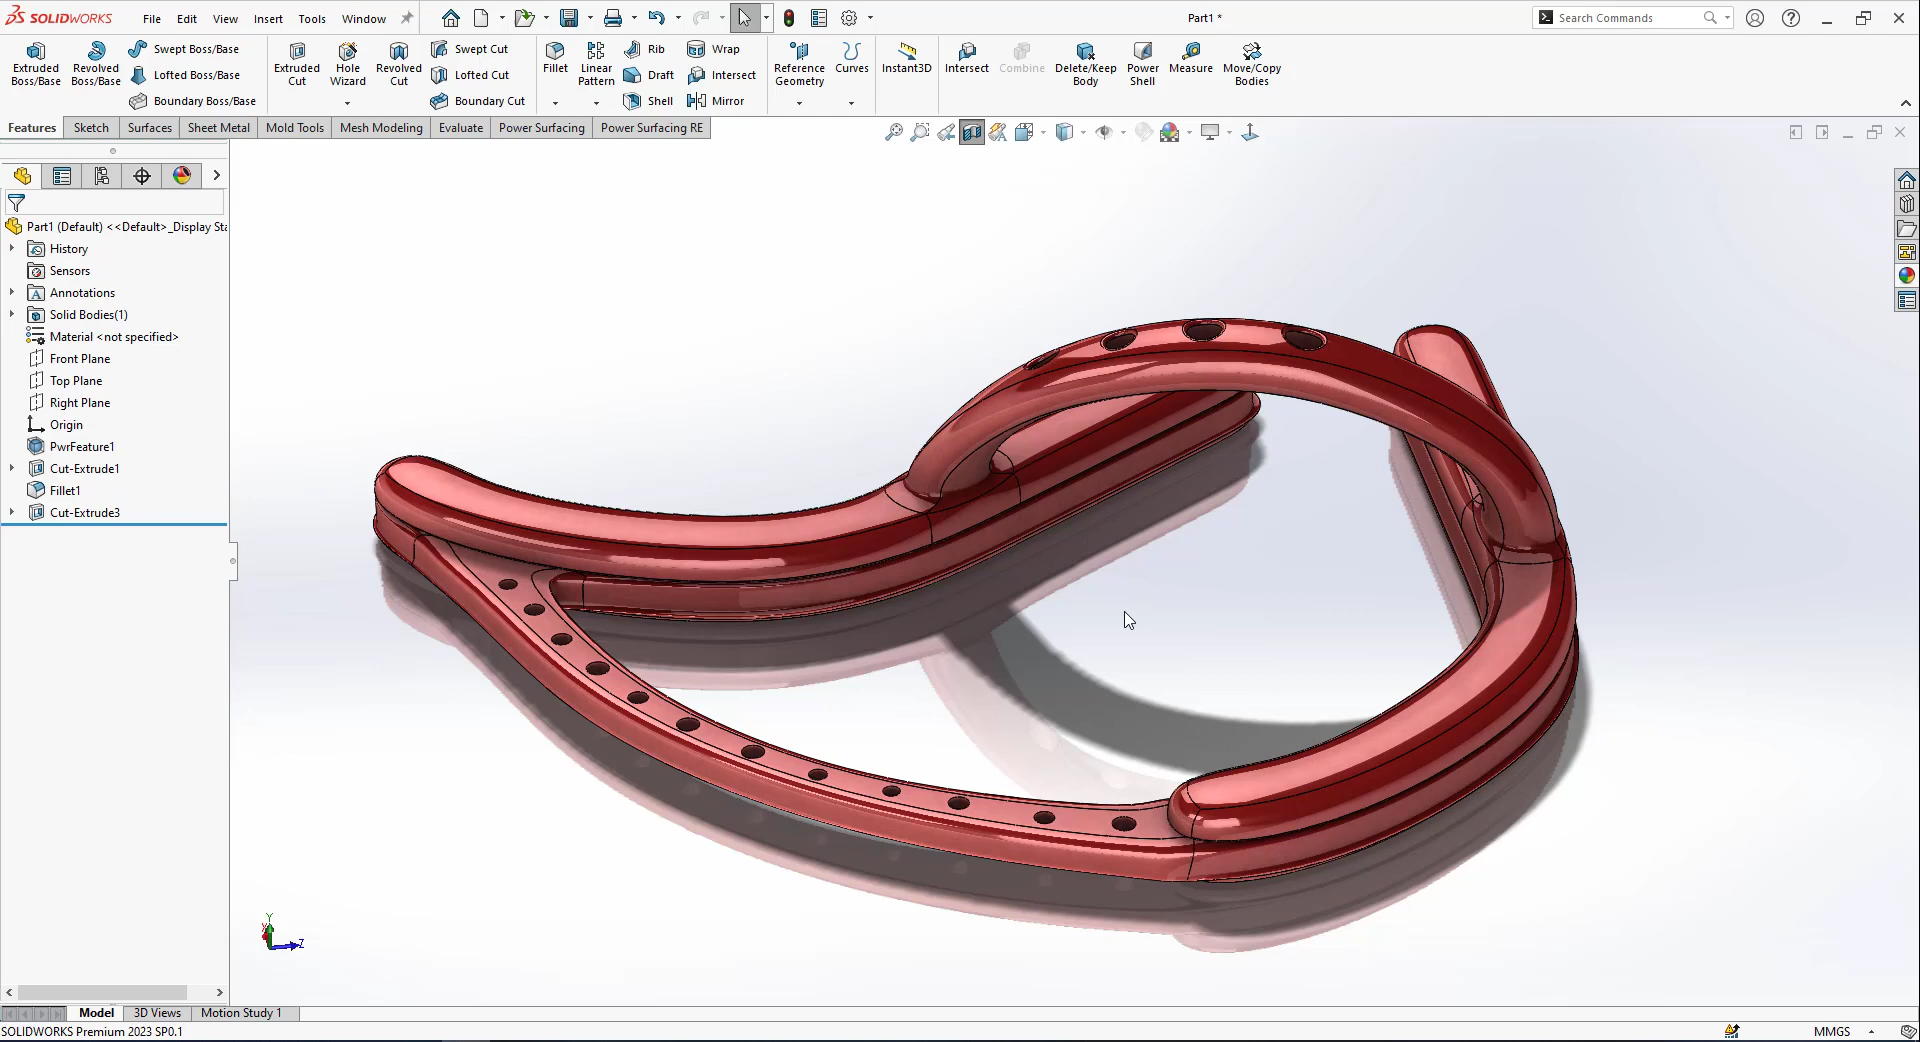 SOLIDWORKS File Edit View Insert Tools Window Part1 * Search Commands
Extruded Boss/Base
Revolved Boss/Base
Swept Boss/Base
Lofted Boss/Base
Boundary Boss/Base
Extruded Cut
Hole Wizard
Revolved Cut
Swept Cut
Lofted Cut
Boundary Cut
Fillet
Linear Pattern
Rib
Draft
Shell
Wrap
Intersect
Mirror
Reference Geometry
Curves
Instant3D
Intersect
Combine
Delete/Keep Body
Power Shell
Measure
Move/Copy Bodies
Features Sketch Surfaces Sheet Metal Mold Tools Mesh Modeling Evaluate Power Surfacing Power Surfacing RE
Part1 (Default) <<Default>_Display Sta
History
Sensors
Annotations
Solid Bodies(1)
Material <not specified>
Front Plane
Top Plane
Right Plane
Origin
PwrFeature1
Cut-Extrude1
Fillet1
Cut-Extrude3
Y
X
Z
Model 3D Views Motion Study 1
SOLIDWORKS Premium 2023 SP0.1 MMGS